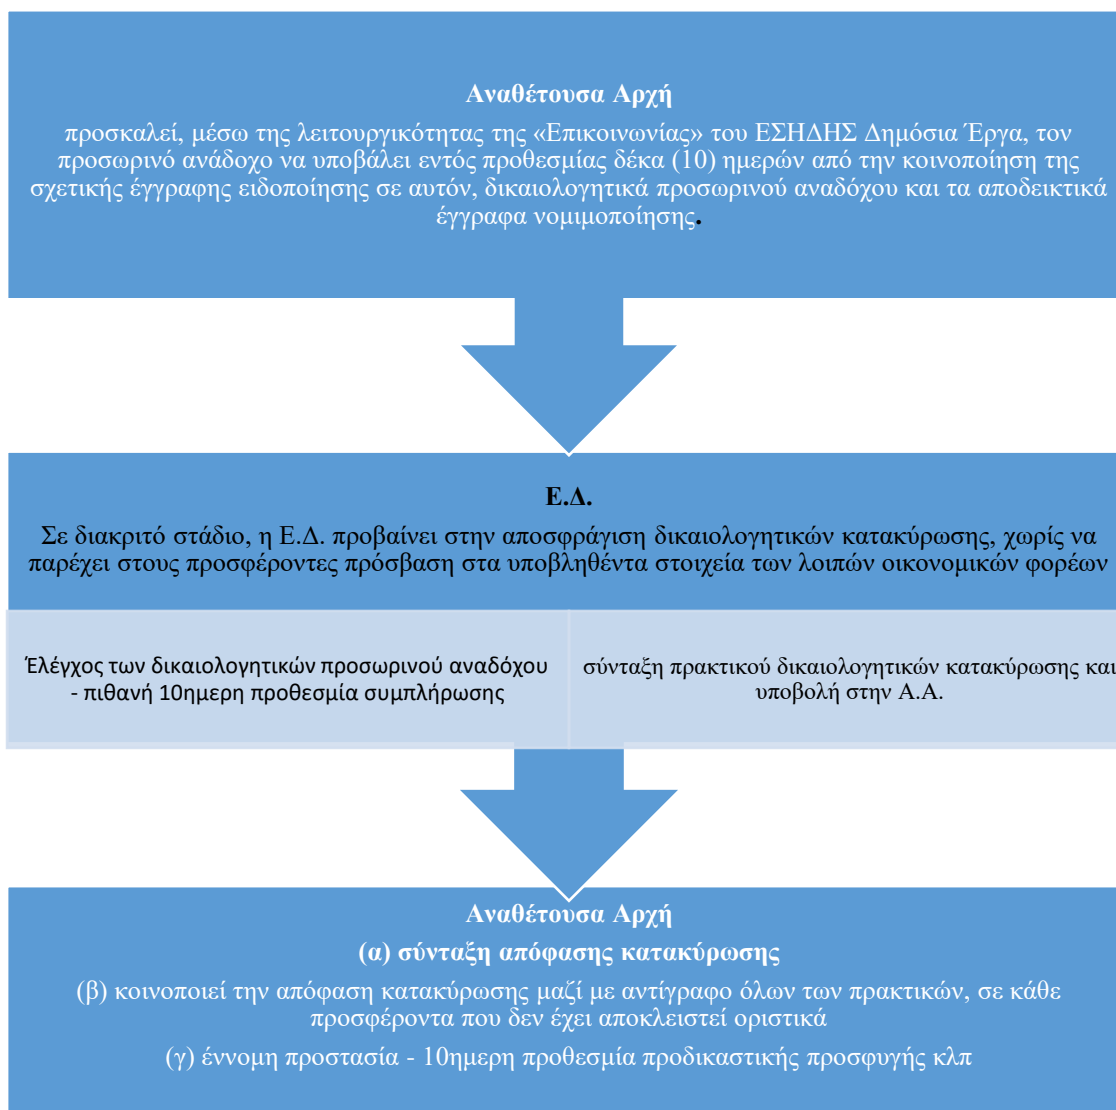 Αναθέτουσα Αρχή
προσκαλεί, μέσω της λειτουργικότητας της «Επικοινωνίας» του ΕΣΗΔΗΣ Δημόσια Έργα, τον
προσωρινό ανάδοχο να υποβάλει εντός προθεσμίας δέκα (10) ημερών από την κοινοποίηση της
σχετικής έγγραφης ειδοποίησης σε αυτόν, δικαιολογητικά προσωρινού αναδόχου και τα αποδεικτικά
έγγραφα νομιμοποίησης.
Ε.Δ.
Σε διακριτό στάδιο, η Ε.Δ. προβαίνει στην αποσφράγιση δικαιολογητικών κατακύρωσης, χωρίς να
παρέχει στους προσφέροντες πρόσβαση στα υποβληθέντα στοιχεία των λοιπών οικονομικών φορέων
Έλέγχος των δικαιολογητικών προσωρινού αναδόχου
- πιθανή 10ημερη προθεσμία συμπλήρωσης
σύνταξη πρακτικού δικαιολογητικών κατακύρωσης και
υποβολή στην Α.Α.
Αναθέτουσα Αρχή
(α) σύνταξη απόφασης κατακύρωσης
(β) κοινοποιεί την απόφαση κατακύρωσης μαζί με αντίγραφο όλων των πρακτικών, σε κάθε
προσφέροντα που δεν έχει αποκλειστεί οριστικά
(γ) έννομη προστασία - 10ημερη προθεσμία προδικαστικής προσφυγής κλπ